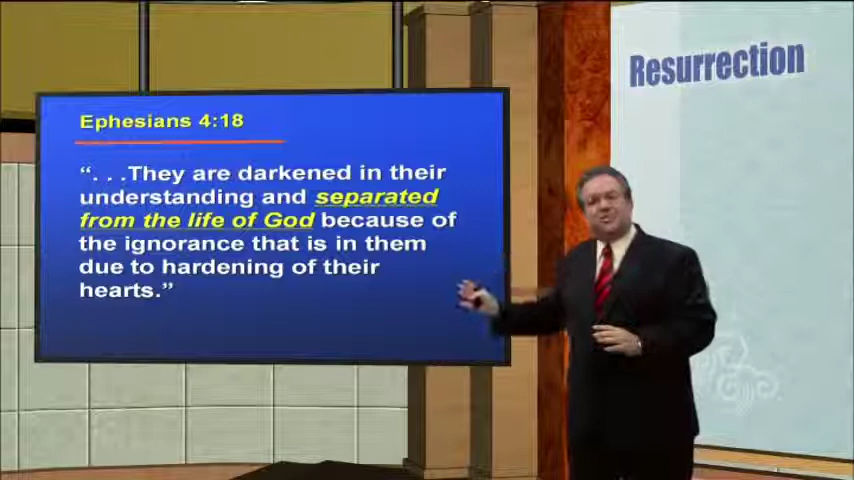 Resurrection
Ephesians 4:18
“. . .They are darkened in their
understanding and separated
from the life of God because of
the ignorance that is in them
due to hardening of their
hearts.”